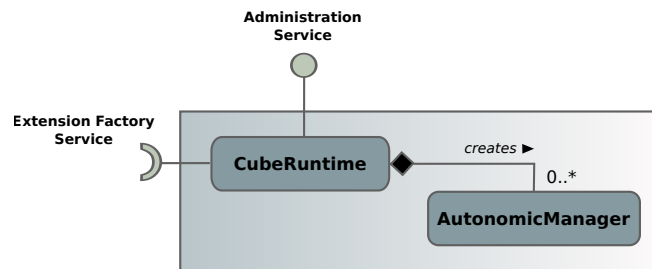 Administration
Service
Extension Factory
Service
CubeRuntime
creates ►
0..*
AutonomicManager